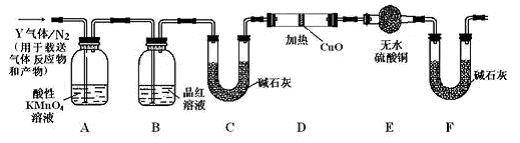 Y气体/N₂
(用于载送
气体反应物
和产物)
酸性
KMnO₄
溶液
品红
溶液
碱石灰
加热
CuO
无水
硫酸铜
碱石灰
A
B
C
D
E
F